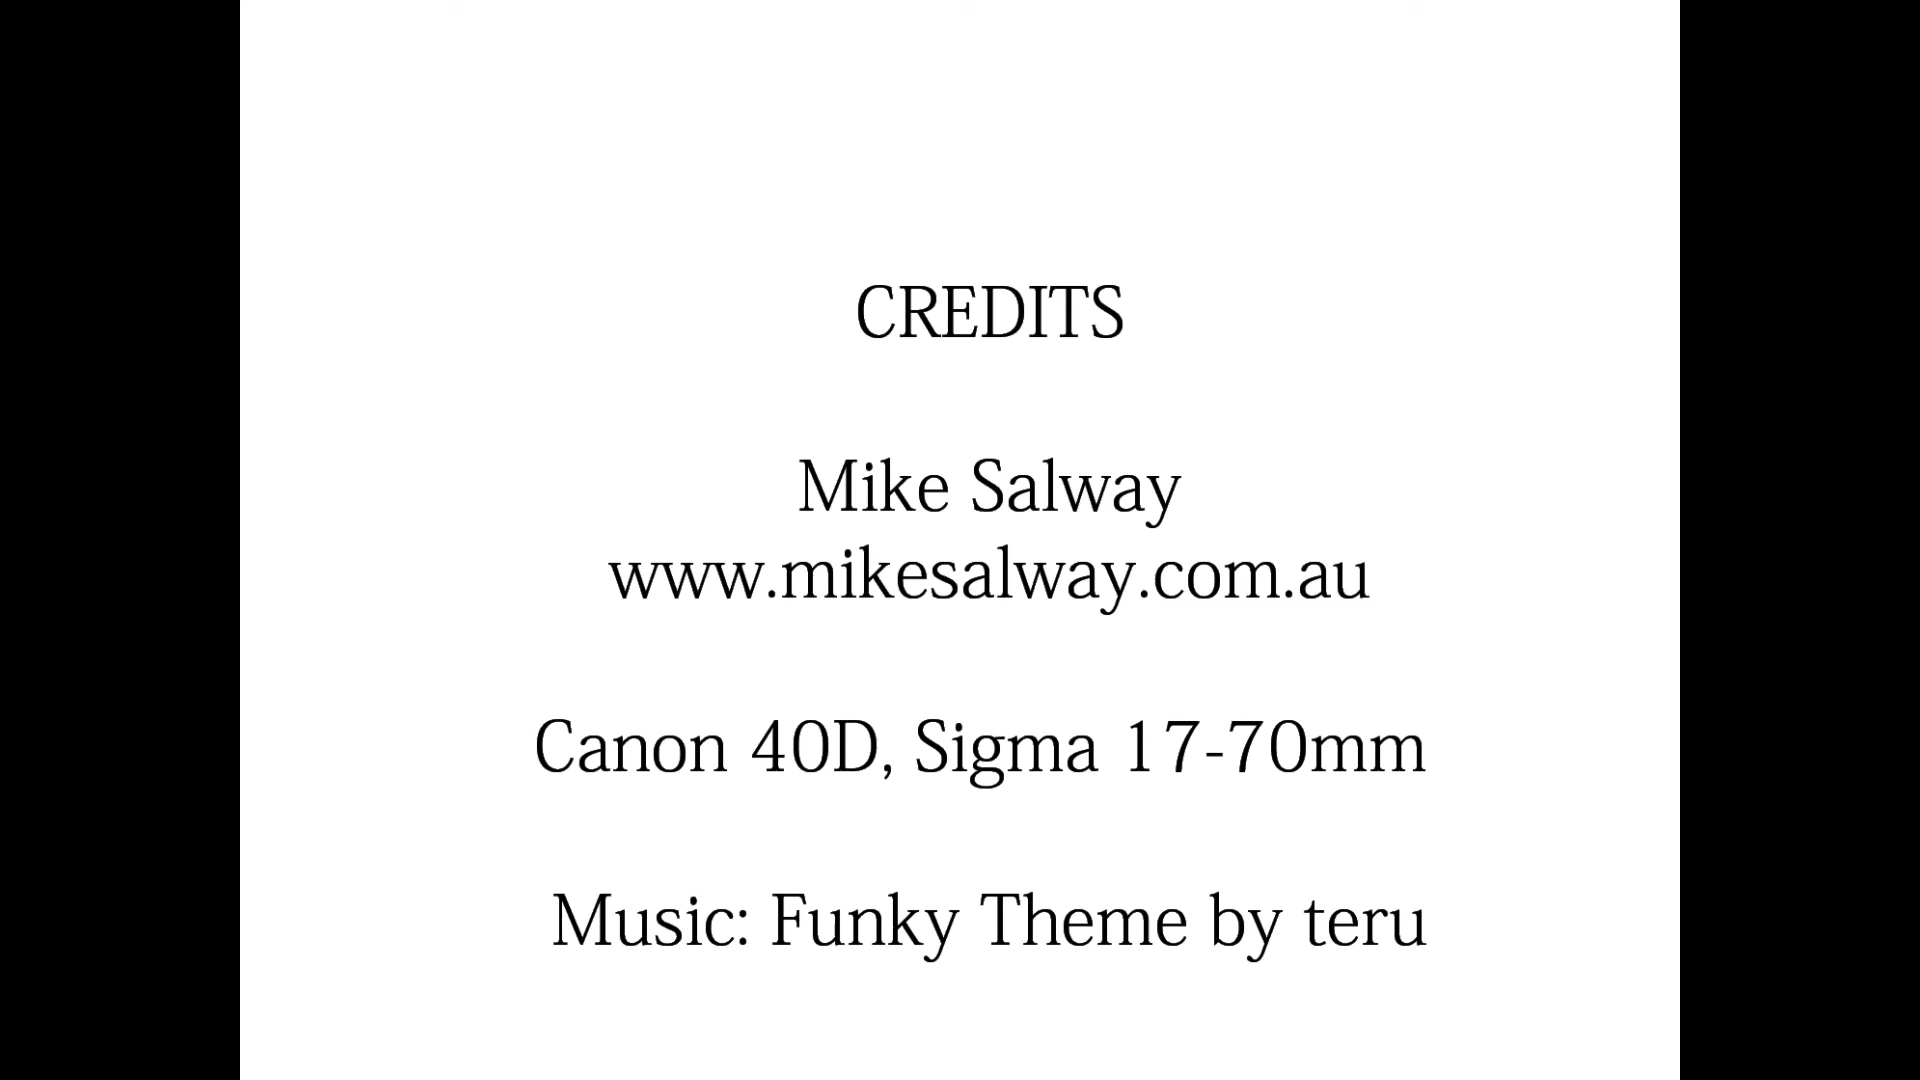 CREDITS
Mike Salway
www.mikesalway.com.au
Canon 40D, Sigma 17-70mm
Music: Funky Theme by teru